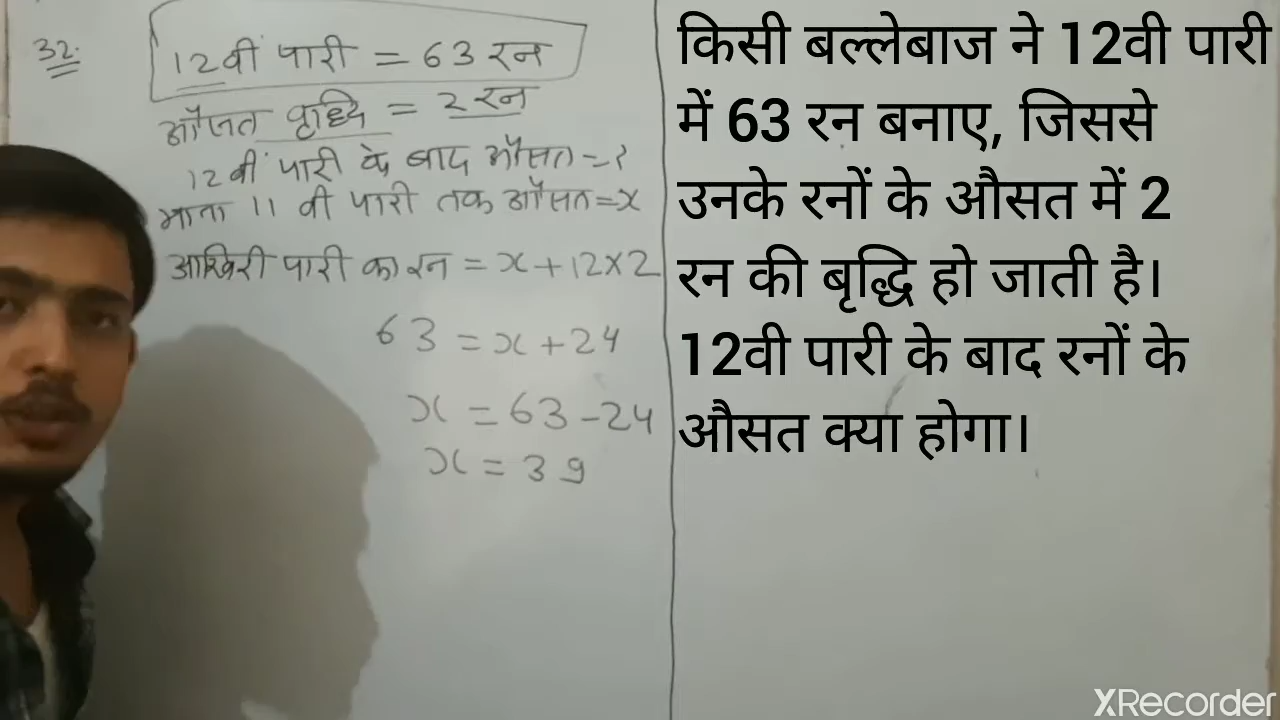 32.
12वीं पारी = 63 रन
औसत वृध्दि = 2 रन
12वीं पारी के बाद औसत = ?
माना 11 वी पारी तक औसत = x
आखिरी पारी का रन = x + 12 x 2
63 = x + 24
x = 63 - 24
x = 39
किसी बल्लेबाज ने 12वी पारी
में 63 रन बनाए, जिससे
उनके रनों के औसत में 2
रन की बृद्धि हो जाती है।
12वी पारी के बाद रनों के
औसत क्या होगा।
XRecorder